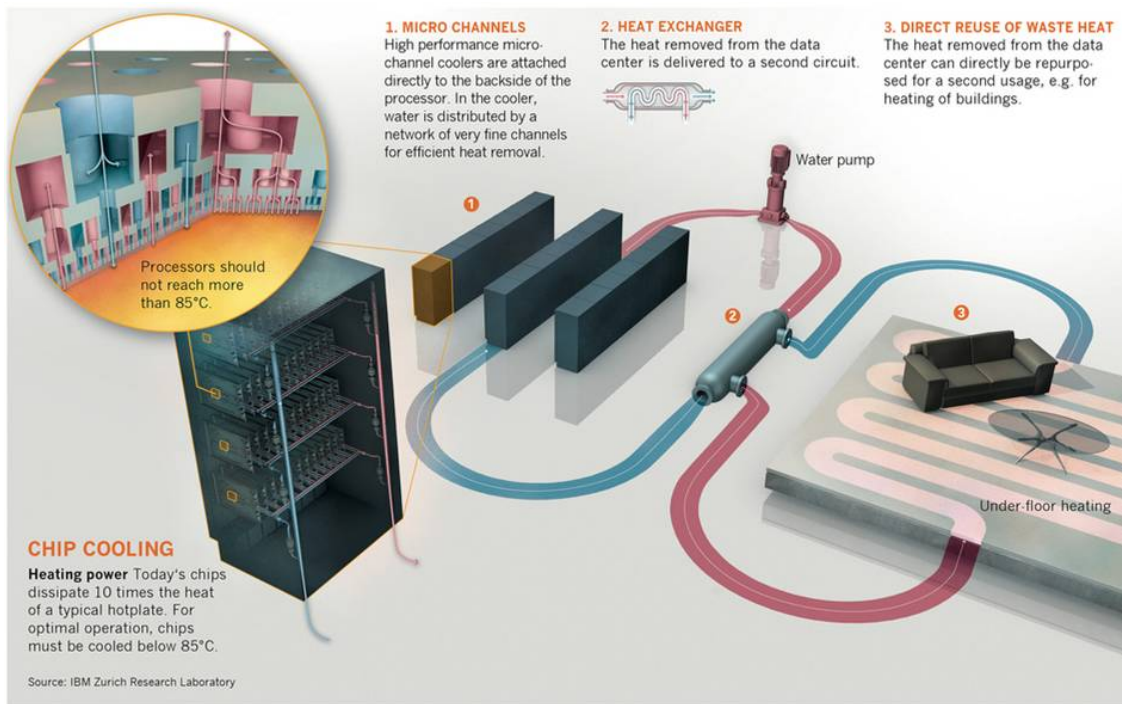 1. MICRO CHANNELS
High performance micro-
channel coolers are attached
directly to the backside of the
processor. In the cooler,
water is distributed by a
network of very fine channels
for efficient heat removal.
2. HEAT EXCHANGER
The heat removed from the data
center is delivered to a second circuit.
3. DIRECT REUSE OF WASTE HEAT
The heat removed from the data
center can directly be repurpo-
sed for a second usage, e.g. for
heating of buildings.
Water pump
1
Processors should
not reach more
than 85°C.
2
3
Under-floor heating
CHIP COOLING
Heating power Today's chips
dissipate 10 times the heat
of a typical hotplate. For
optimal operation, chips
must be cooled below 85°C.
Source: IBM Zurich Research Laboratory